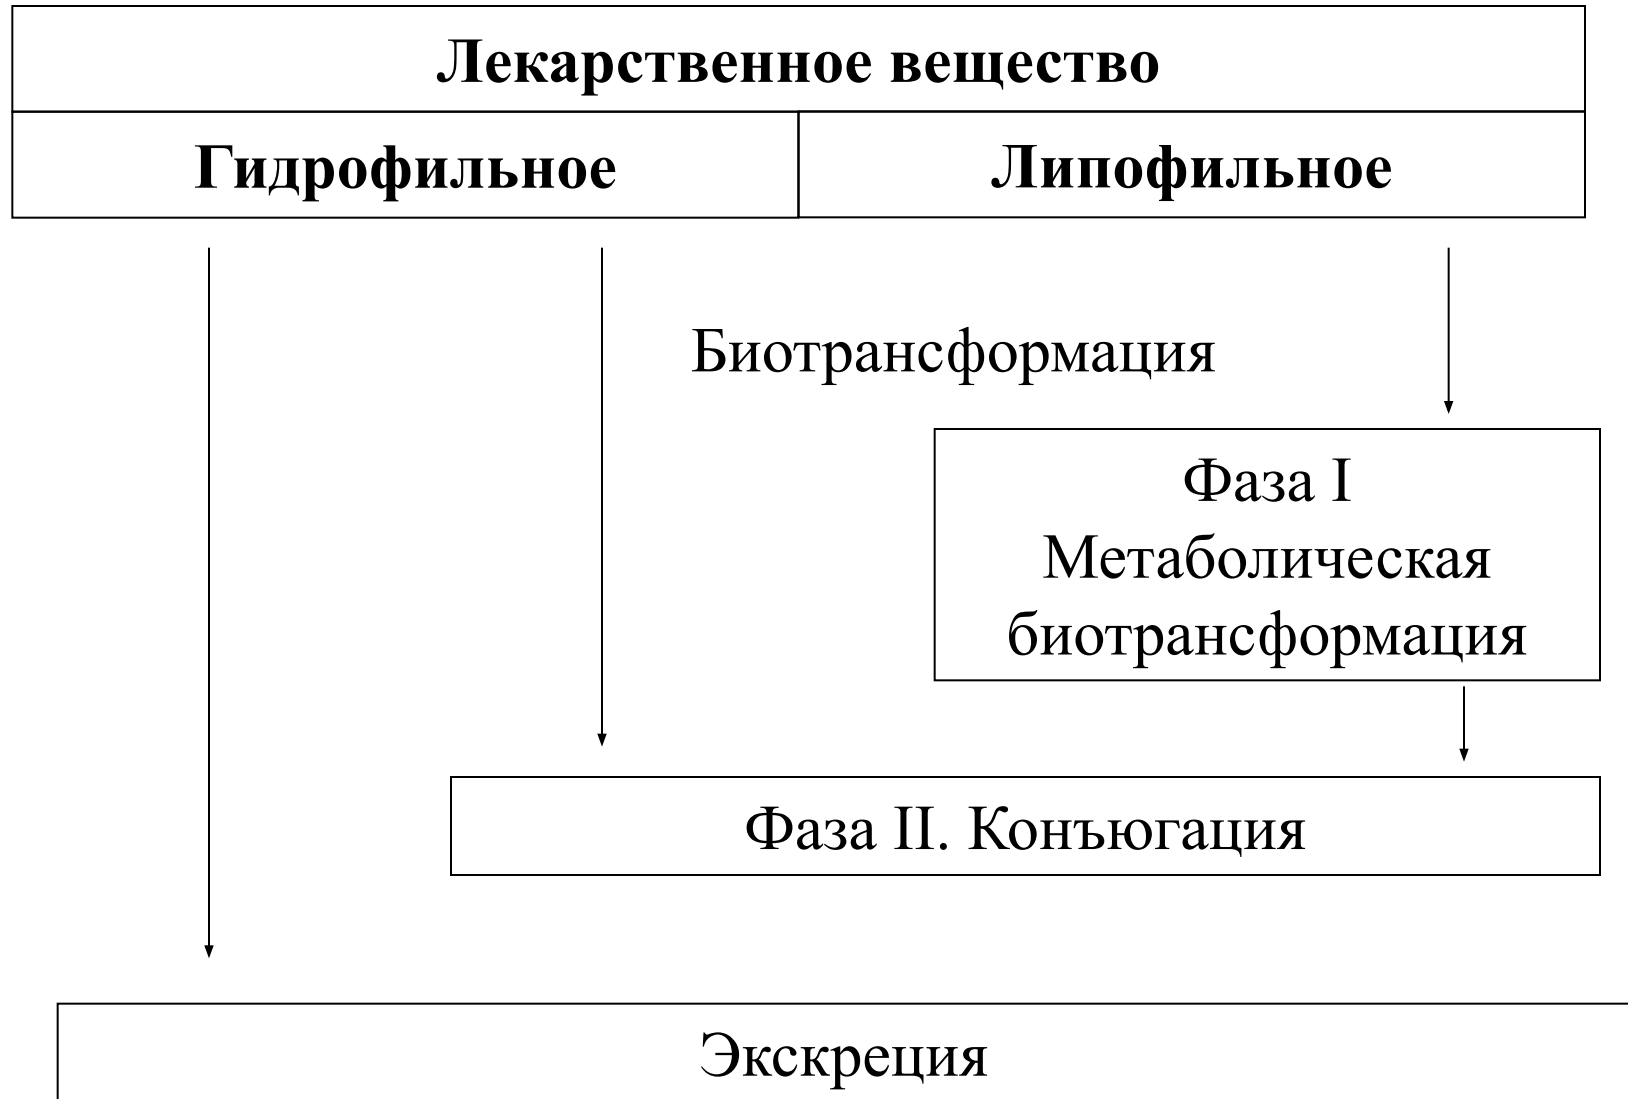 Лекарственное вещество
Гидрофильное
Липофильное
Биотрансформация
Фаза I
Метаболическая
биотрансформация
Фаза II. Конъюгация
Экскреция